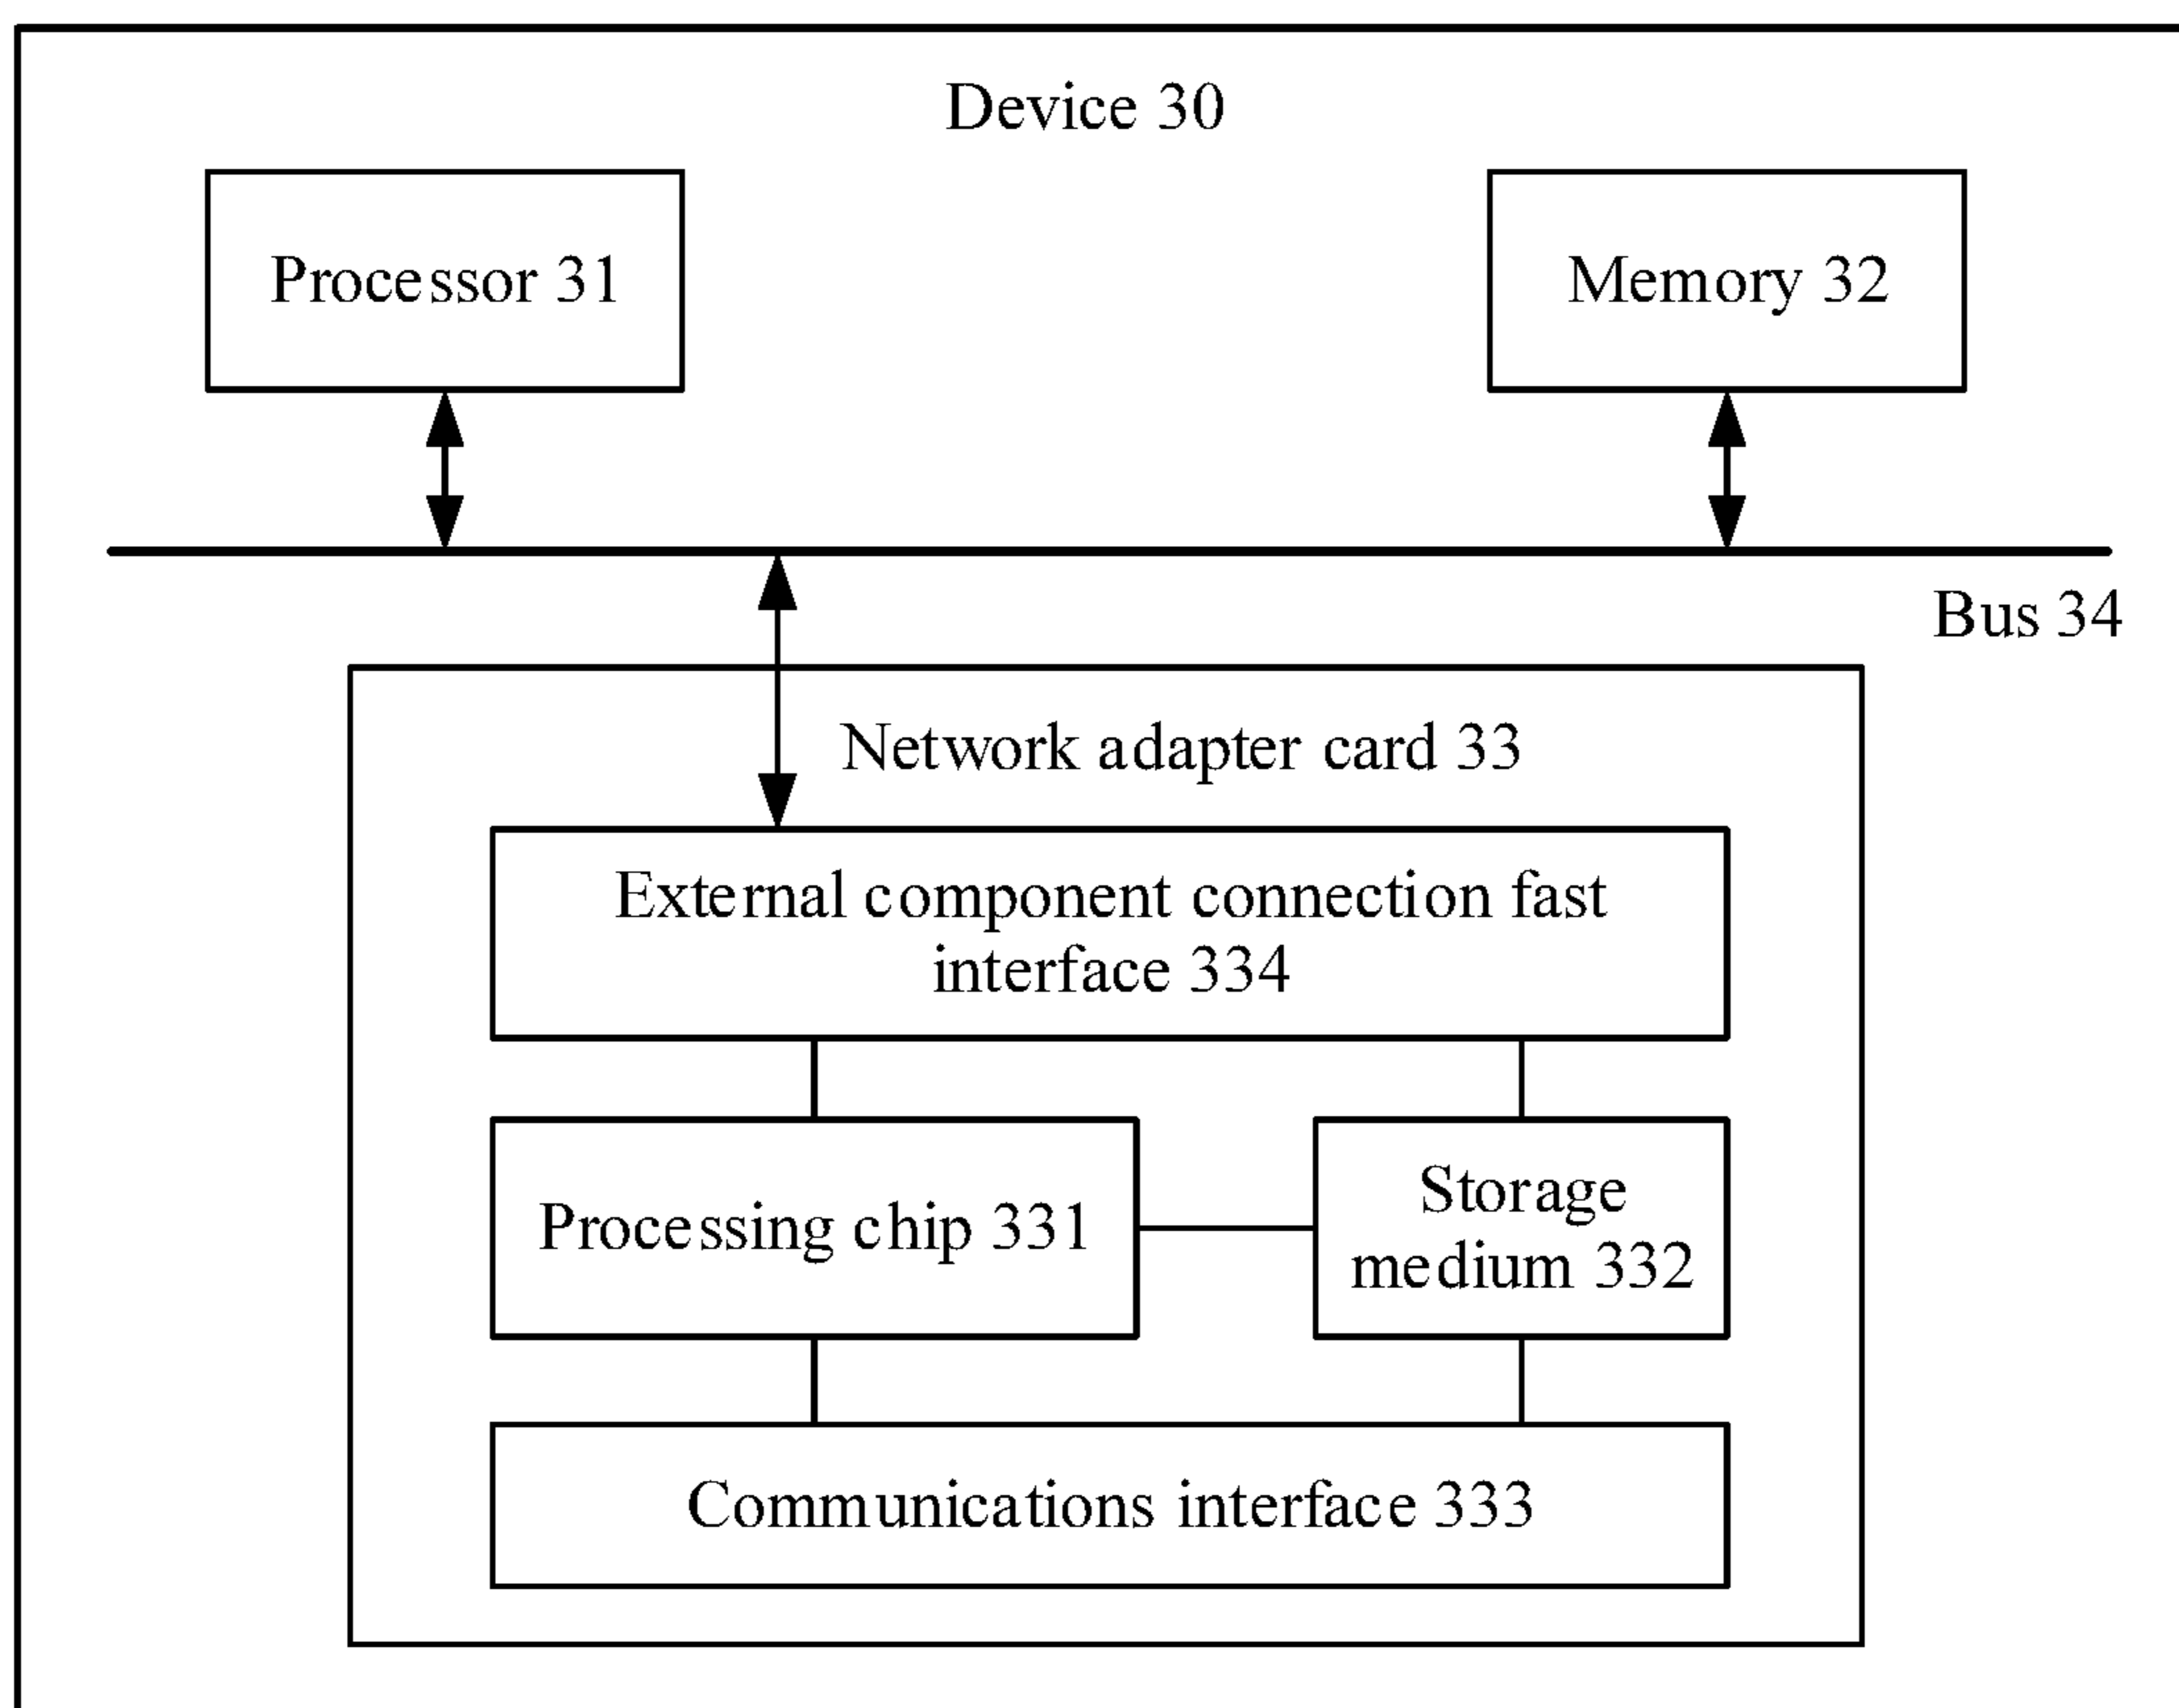 Device 30
Processor 31
Memory 32
Bus 34
Network adapter card 33
External component connection fast
interface 334
Processing chip 331
Storage
medium 332
Communications interface 333